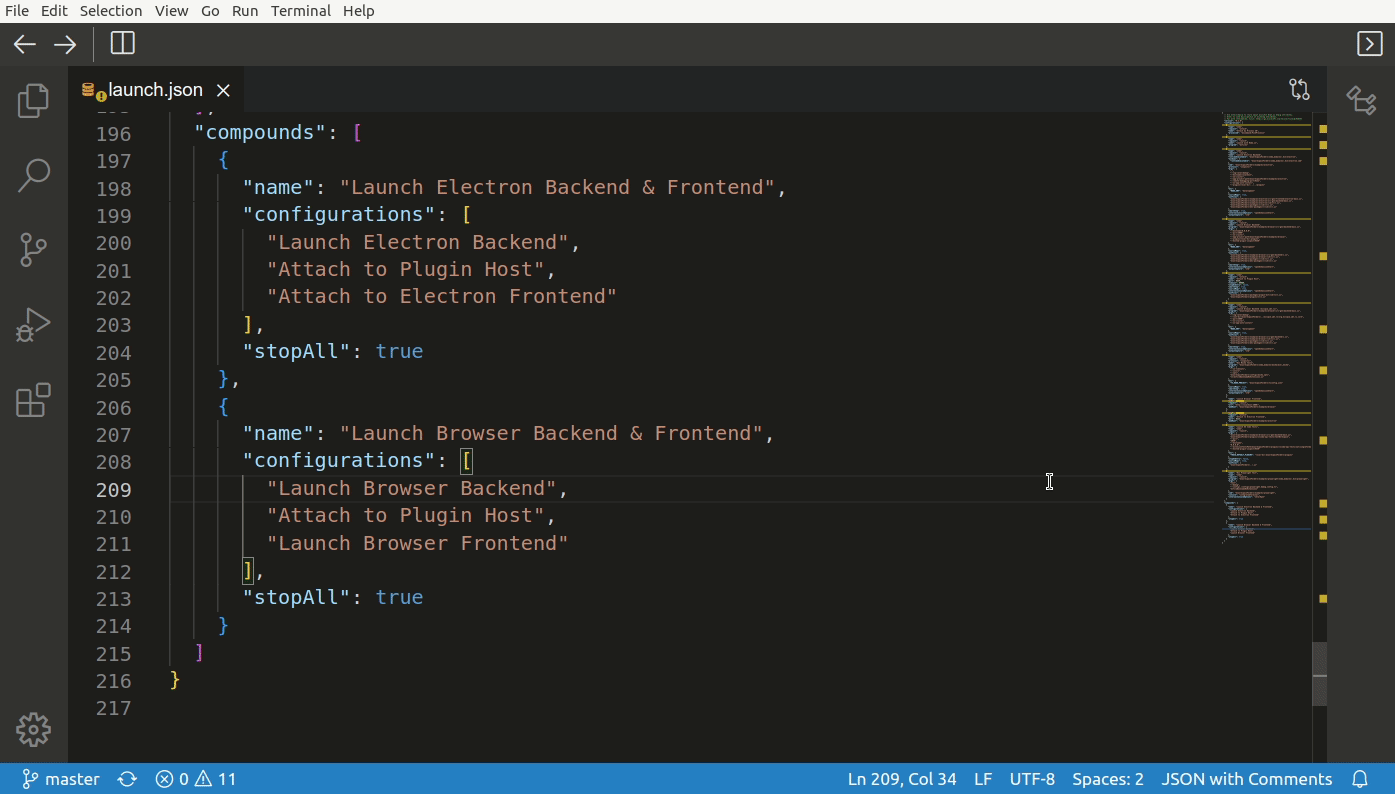 File Edit Selection View Go Run Terminal Help
launch.json
196 "compounds": [
197 {
198 "name": "Launch Electron Backend & Frontend",
199 "configurations": [
200 "Launch Electron Backend",
201 "Attach to Plugin Host",
202 "Attach to Electron Frontend"
203 ],
204 "stopAll": true
205 },
206 {
207 "name": "Launch Browser Backend & Frontend",
208 "configurations": [
209 "Launch Browser Backend",
210 "Attach to Plugin Host",
211 "Launch Browser Frontend"
212 ],
213 "stopAll": true
214 }
215 ]
216 }
217
master 0 11 Ln 209, Col 34 LF UTF-8 Spaces: 2 JSON with Comments